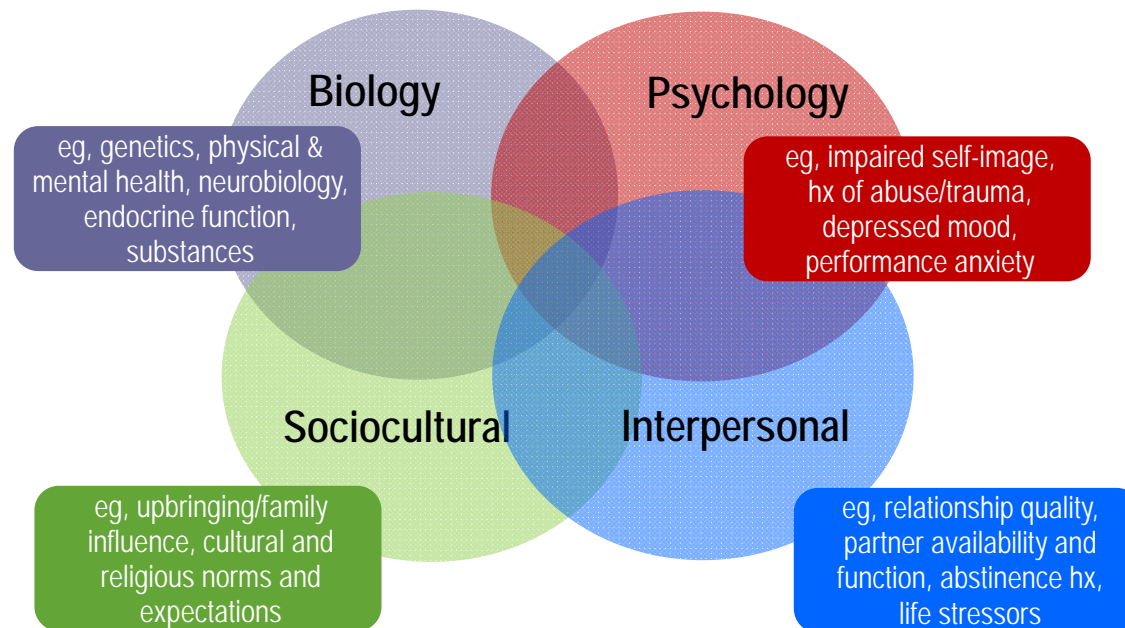 Biology
Psychology
eg, genetics, physical &
mental health, neurobiology,
endocrine function,
substances
eg, impaired self-image,
hx of abuse/trauma,
depressed mood,
performance anxiety
Sociocultural
Interpersonal
eg, upbringing/family
influence, cultural and
religious norms and
expectations
eg, relationship quality,
partner availability and
function, abstinence hx,
life stressors